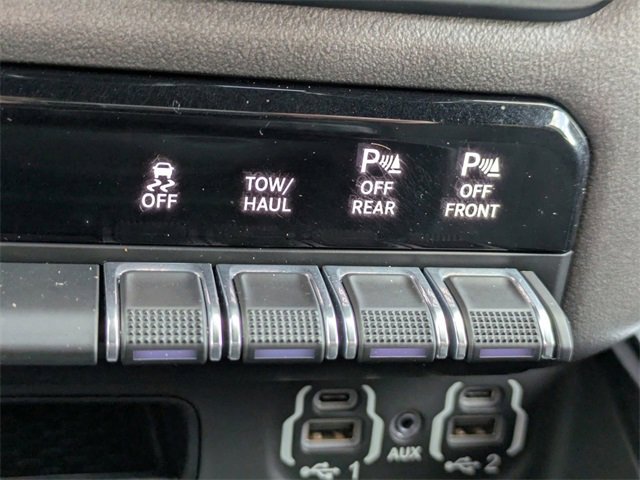 OFF
TOW/
HAUL
P
OFF
REAR
P
OFF
FRONT
1
AUX
2